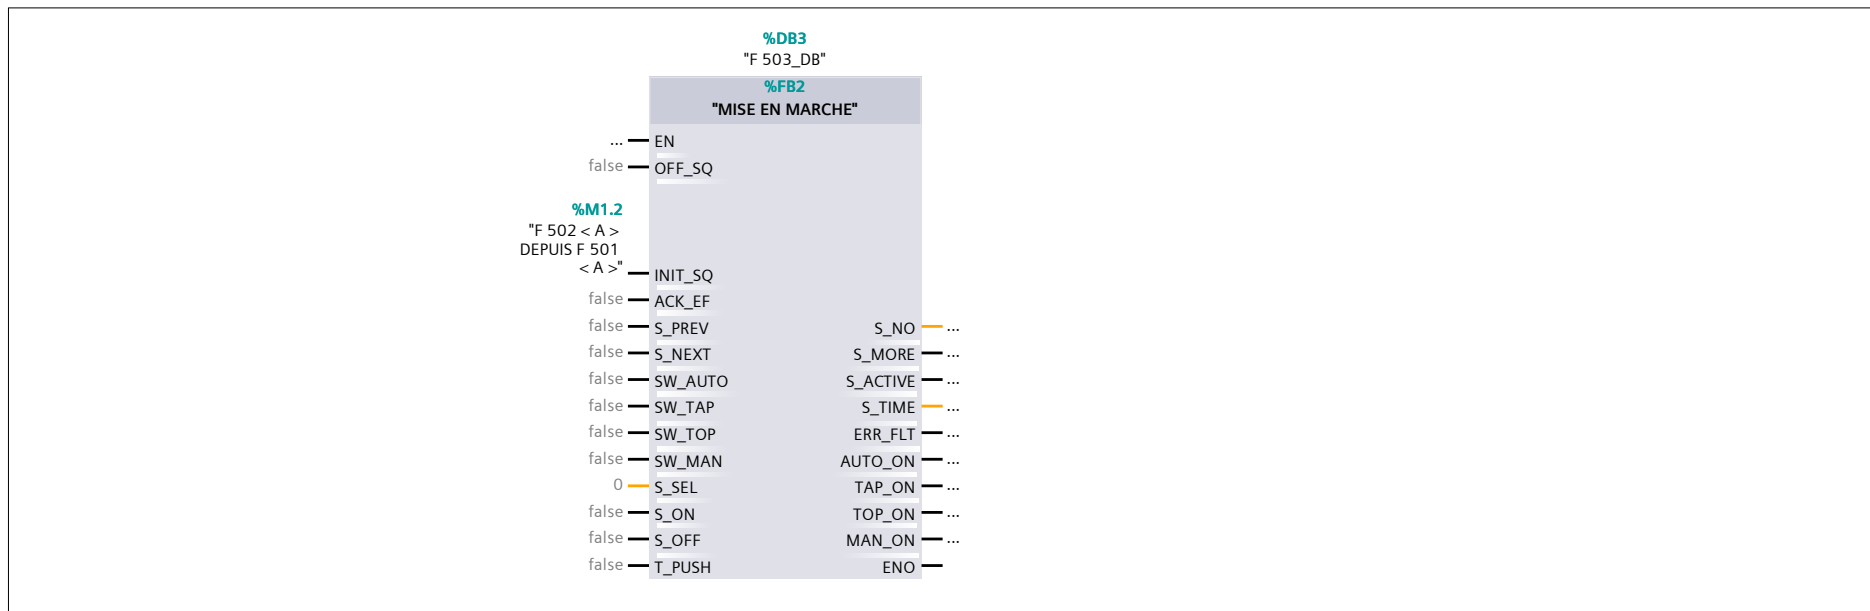 %DB3
"F 503_DB"
%FB2
"MISE EN MARCHE"
... EN
false OFF_SQ
%M1.2
"F 502 < A >
DEPUIS F 501
< A >" INIT_SQ
false ACK_EF
false S_PREV S_NO ...
false S_NEXT S_MORE ...
false SW_AUTO S_ACTIVE ...
false SW_TAP S_TIME ...
false SW_TOP ERR_FLT ...
false SW_MAN AUTO_ON ...
0 S_SEL TAP_ON ...
false S_ON TOP_ON ...
false S_OFF MAN_ON ...
false T_PUSH ENO